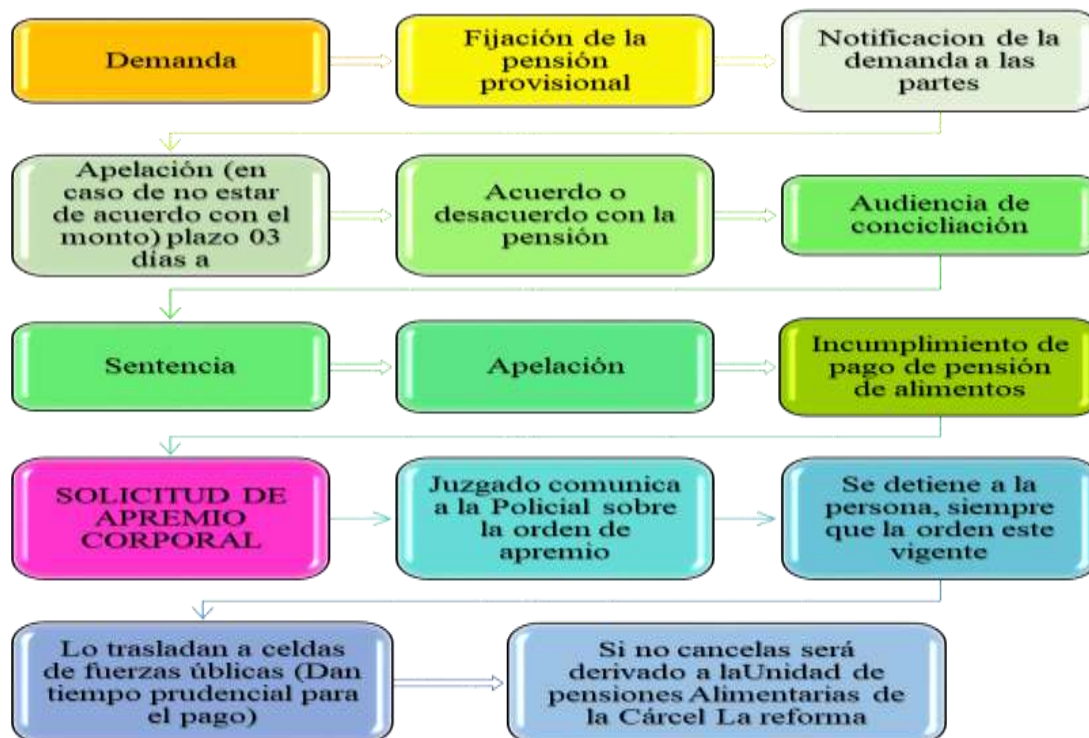 Demanda
Fijación de la
pensión
provisional
Notificacion de la
demanda a las
partes
Apelación (en
caso de no estar
de acuerdo con el
monto) plazo 03
días a
Acuerdo o
desacuerdo con la
pensión
Audiencia de
concicliación
Sentencia
Apelación
Incumplimiento de
pago de pensión
de alimentos
SOLICITUD DE
APREMIO
CORPORAL
Juzgado comunica
a la Policial sobre
la orden de
apremio
Se detiene a la
persona, siempre
que la orden este
vigente
Lo trasladan a celdas
de fuerzas úblicas (Dan
tiempo prudencial para
el pago)
Si no cancelas será
derivado a laUnidad de
pensiones Alimentarias de
la Cárcel La reforma